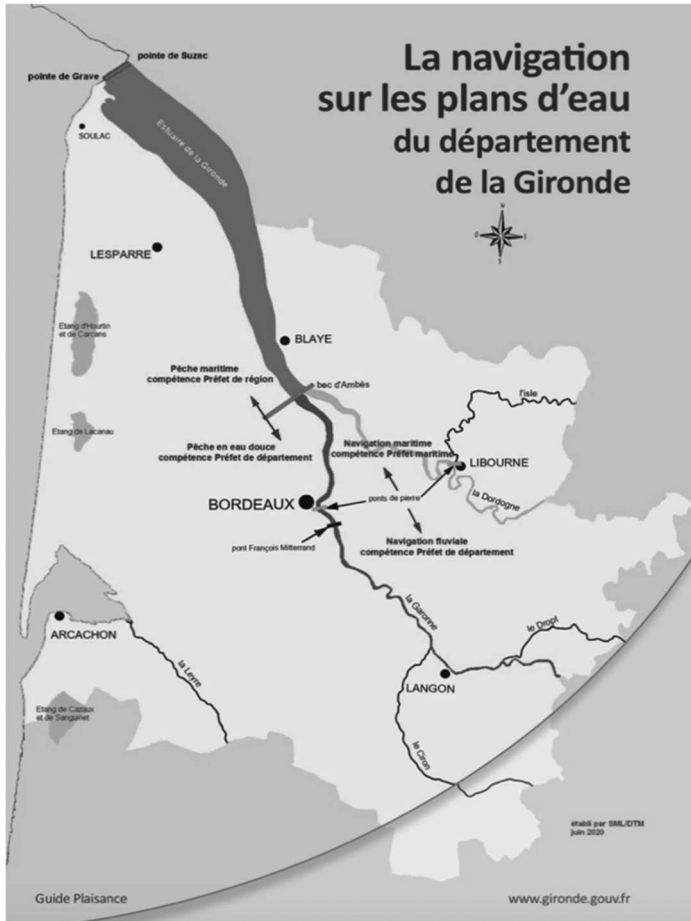 La navigation
sur les plans d'eau
du département
de la Gironde
pointe de Suzac
pointe de Grave
SOULAC
Estuaire de la Gironde
N
O
E
S
LESPARRE
Etang d'Hourtin
et de Carcans
BLAYE
Pêche maritime
compétence Préfet de région
bec d'Ambès
l'isle
Etang de Lacanau
Pêche en eau douce
compétence Préfet de département
Navigation maritime
compétence Préfet maritime
LIBOURNE
BORDEAUX
ponts de pierre
la Dordogne
pont François Mitterrand
Navigation fluviale
compétence Préfet de département
la Garonne
le Dropt
ARCACHON
la Leyre
LANGON
Etang de Cazaux
et de Sanguinet
le Ciron
établi par SML/DTM
juin 2020
Guide Plaisance
www.gironde.gouv.fr